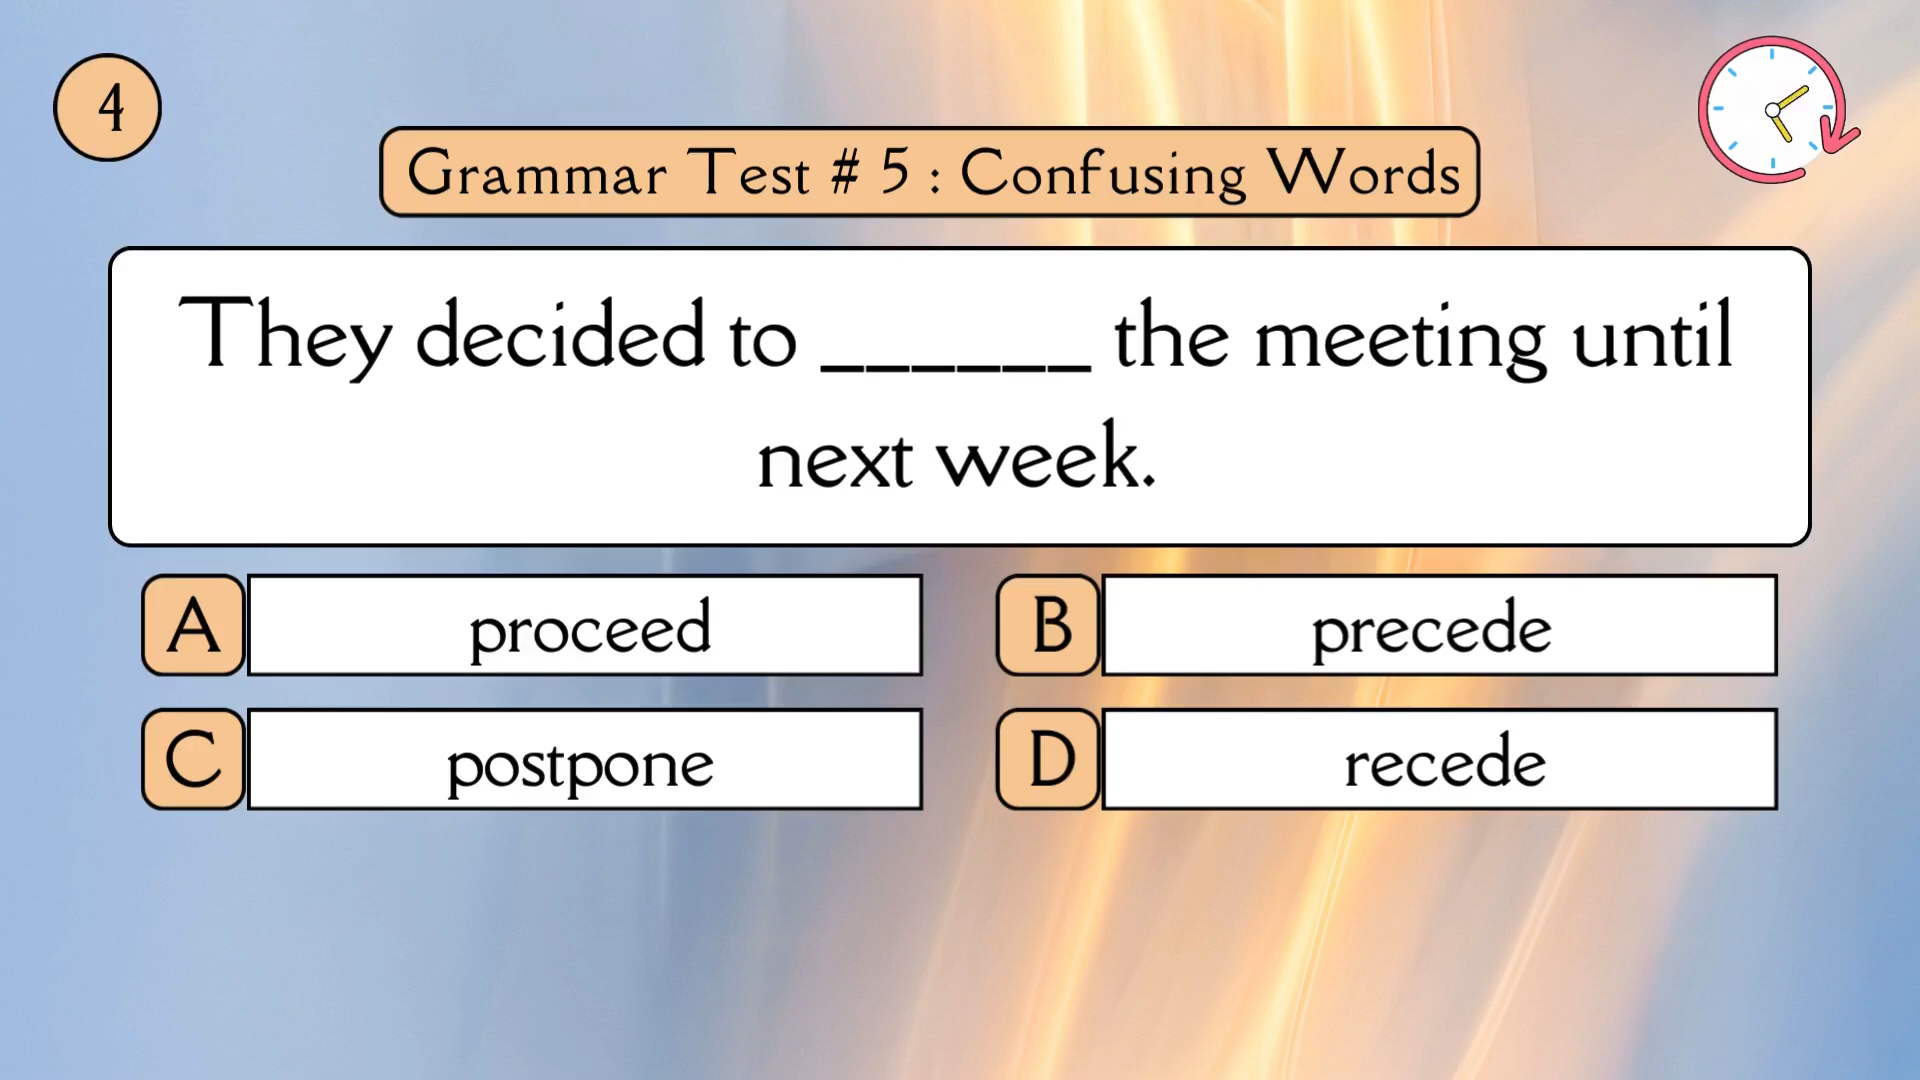 4
Grammar Test # 5 : Confusing Words
They decided to ______ the meeting until
next week.
A proceed
B precede
C postpone
D recede